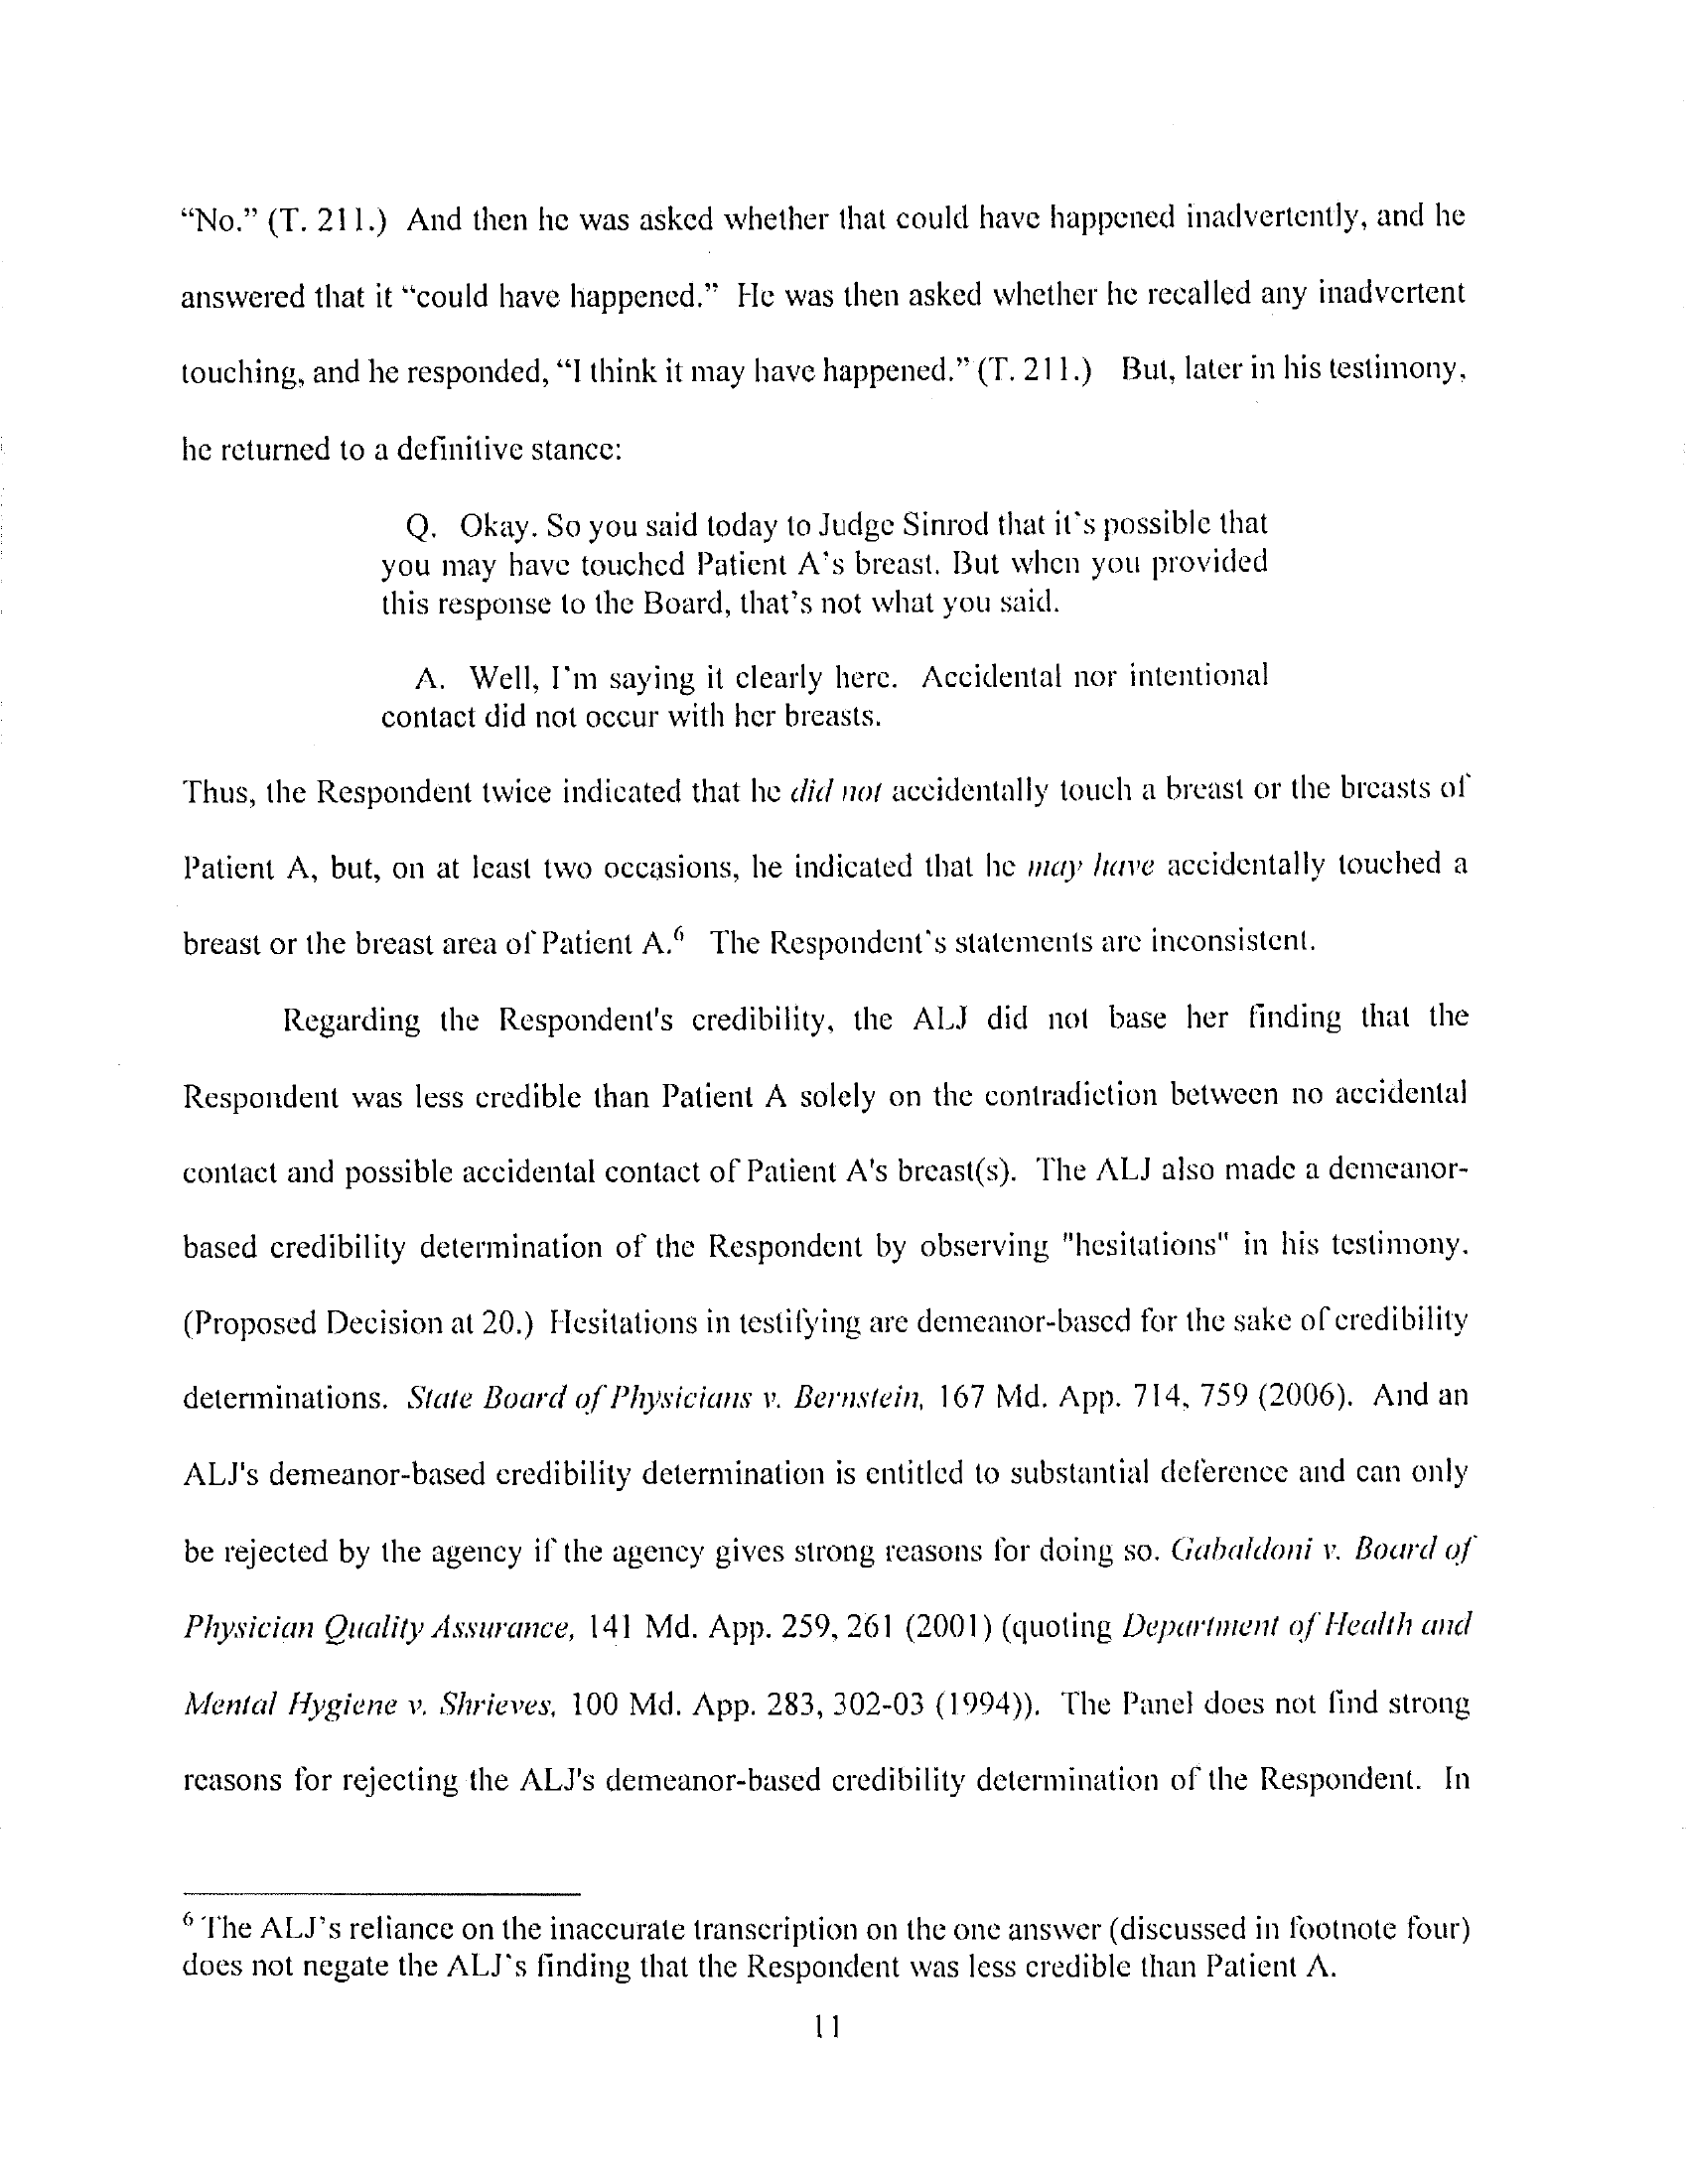 “No.” (T. 211.) And then he was asked whether that could have happened inadvertently, and he
answered that it “could have happened.” He was then asked whether he recalled any inadvertent
touching, and he responded, “I think it may have happened.” (T. 211.) But, later in his testimony,
he returned to a definitive stance:
Q. Okay. So you said today to Judge Sinrod that it's possible that
you may have touched Patient A's breast. But when you provided
this response to the Board, that's not what you said.
A. Well, I'm saying it clearly here. Accidental nor intentional
contact did not occur with her breasts.
Thus, the Respondent twice indicated that he did not accidentally touch a breast or the breasts of
Patient A, but, on at least two occasions, he indicated that he may have accidentally touched a
breast or the breast area of Patient A.⁶ The Respondent's statements are inconsistent.
Regarding the Respondent's credibility, the ALJ did not base her finding that the
Respondent was less credible than Patient A solely on the contradiction between no accidental
contact and possible accidental contact of Patient A's breast(s). The ALJ also made a demeanor-
based credibility determination of the Respondent by observing "hesitations" in his testimony.
(Proposed Decision at 20.) Hesitations in testifying are demeanor-based for the sake of credibility
determinations. State Board of Physicians v. Bernstein, 167 Md. App. 714, 759 (2006). And an
ALJ's demeanor-based credibility determination is entitled to substantial deference and can only
be rejected by the agency if the agency gives strong reasons for doing so. Gabaldoni v. Board of
Physician Quality Assurance, 141 Md. App. 259, 261 (2001) (quoting Department of Health and
Mental Hygiene v. Shrieves, 100 Md. App. 283, 302-03 (1994)). The Panel does not find strong
reasons for rejecting the ALJ's demeanor-based credibility determination of the Respondent. In
⁶ The ALJ's reliance on the inaccurate transcription on the one answer (discussed in footnote four)
does not negate the ALJ's finding that the Respondent was less credible than Patient A.
11